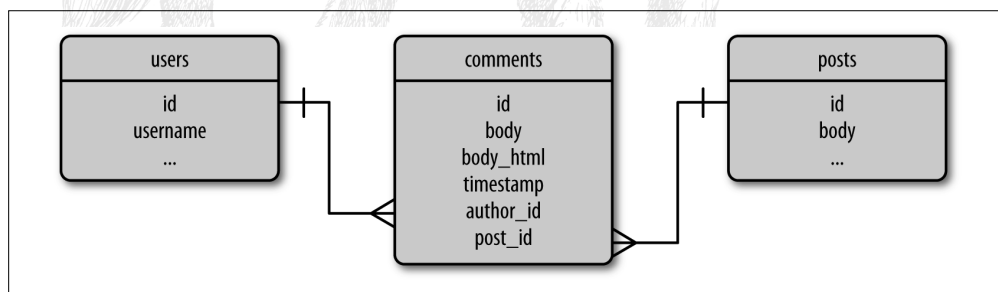 users
id
username
...
comments
id
body
body_html
timestamp
author_id
post_id
posts
id
body
...